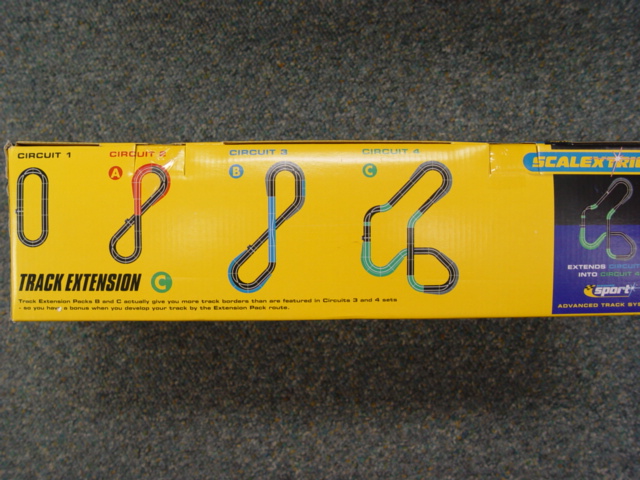 CIRCUIT 1
CIRCUIT 2
CIRCUIT 3
CIRCUIT 4
A
B
C
TRACK EXTENSION C
Track Extension Packs B and C actually give you more track borders than are featured in Circuits 3 and 4 sets
- so you have a bonus when you develop your track by the Extension Pack route.
SCALEXTRI
EXTENDS CIRCUI
INTO CIRCUIT
sport
ADVANCED TRACK SY